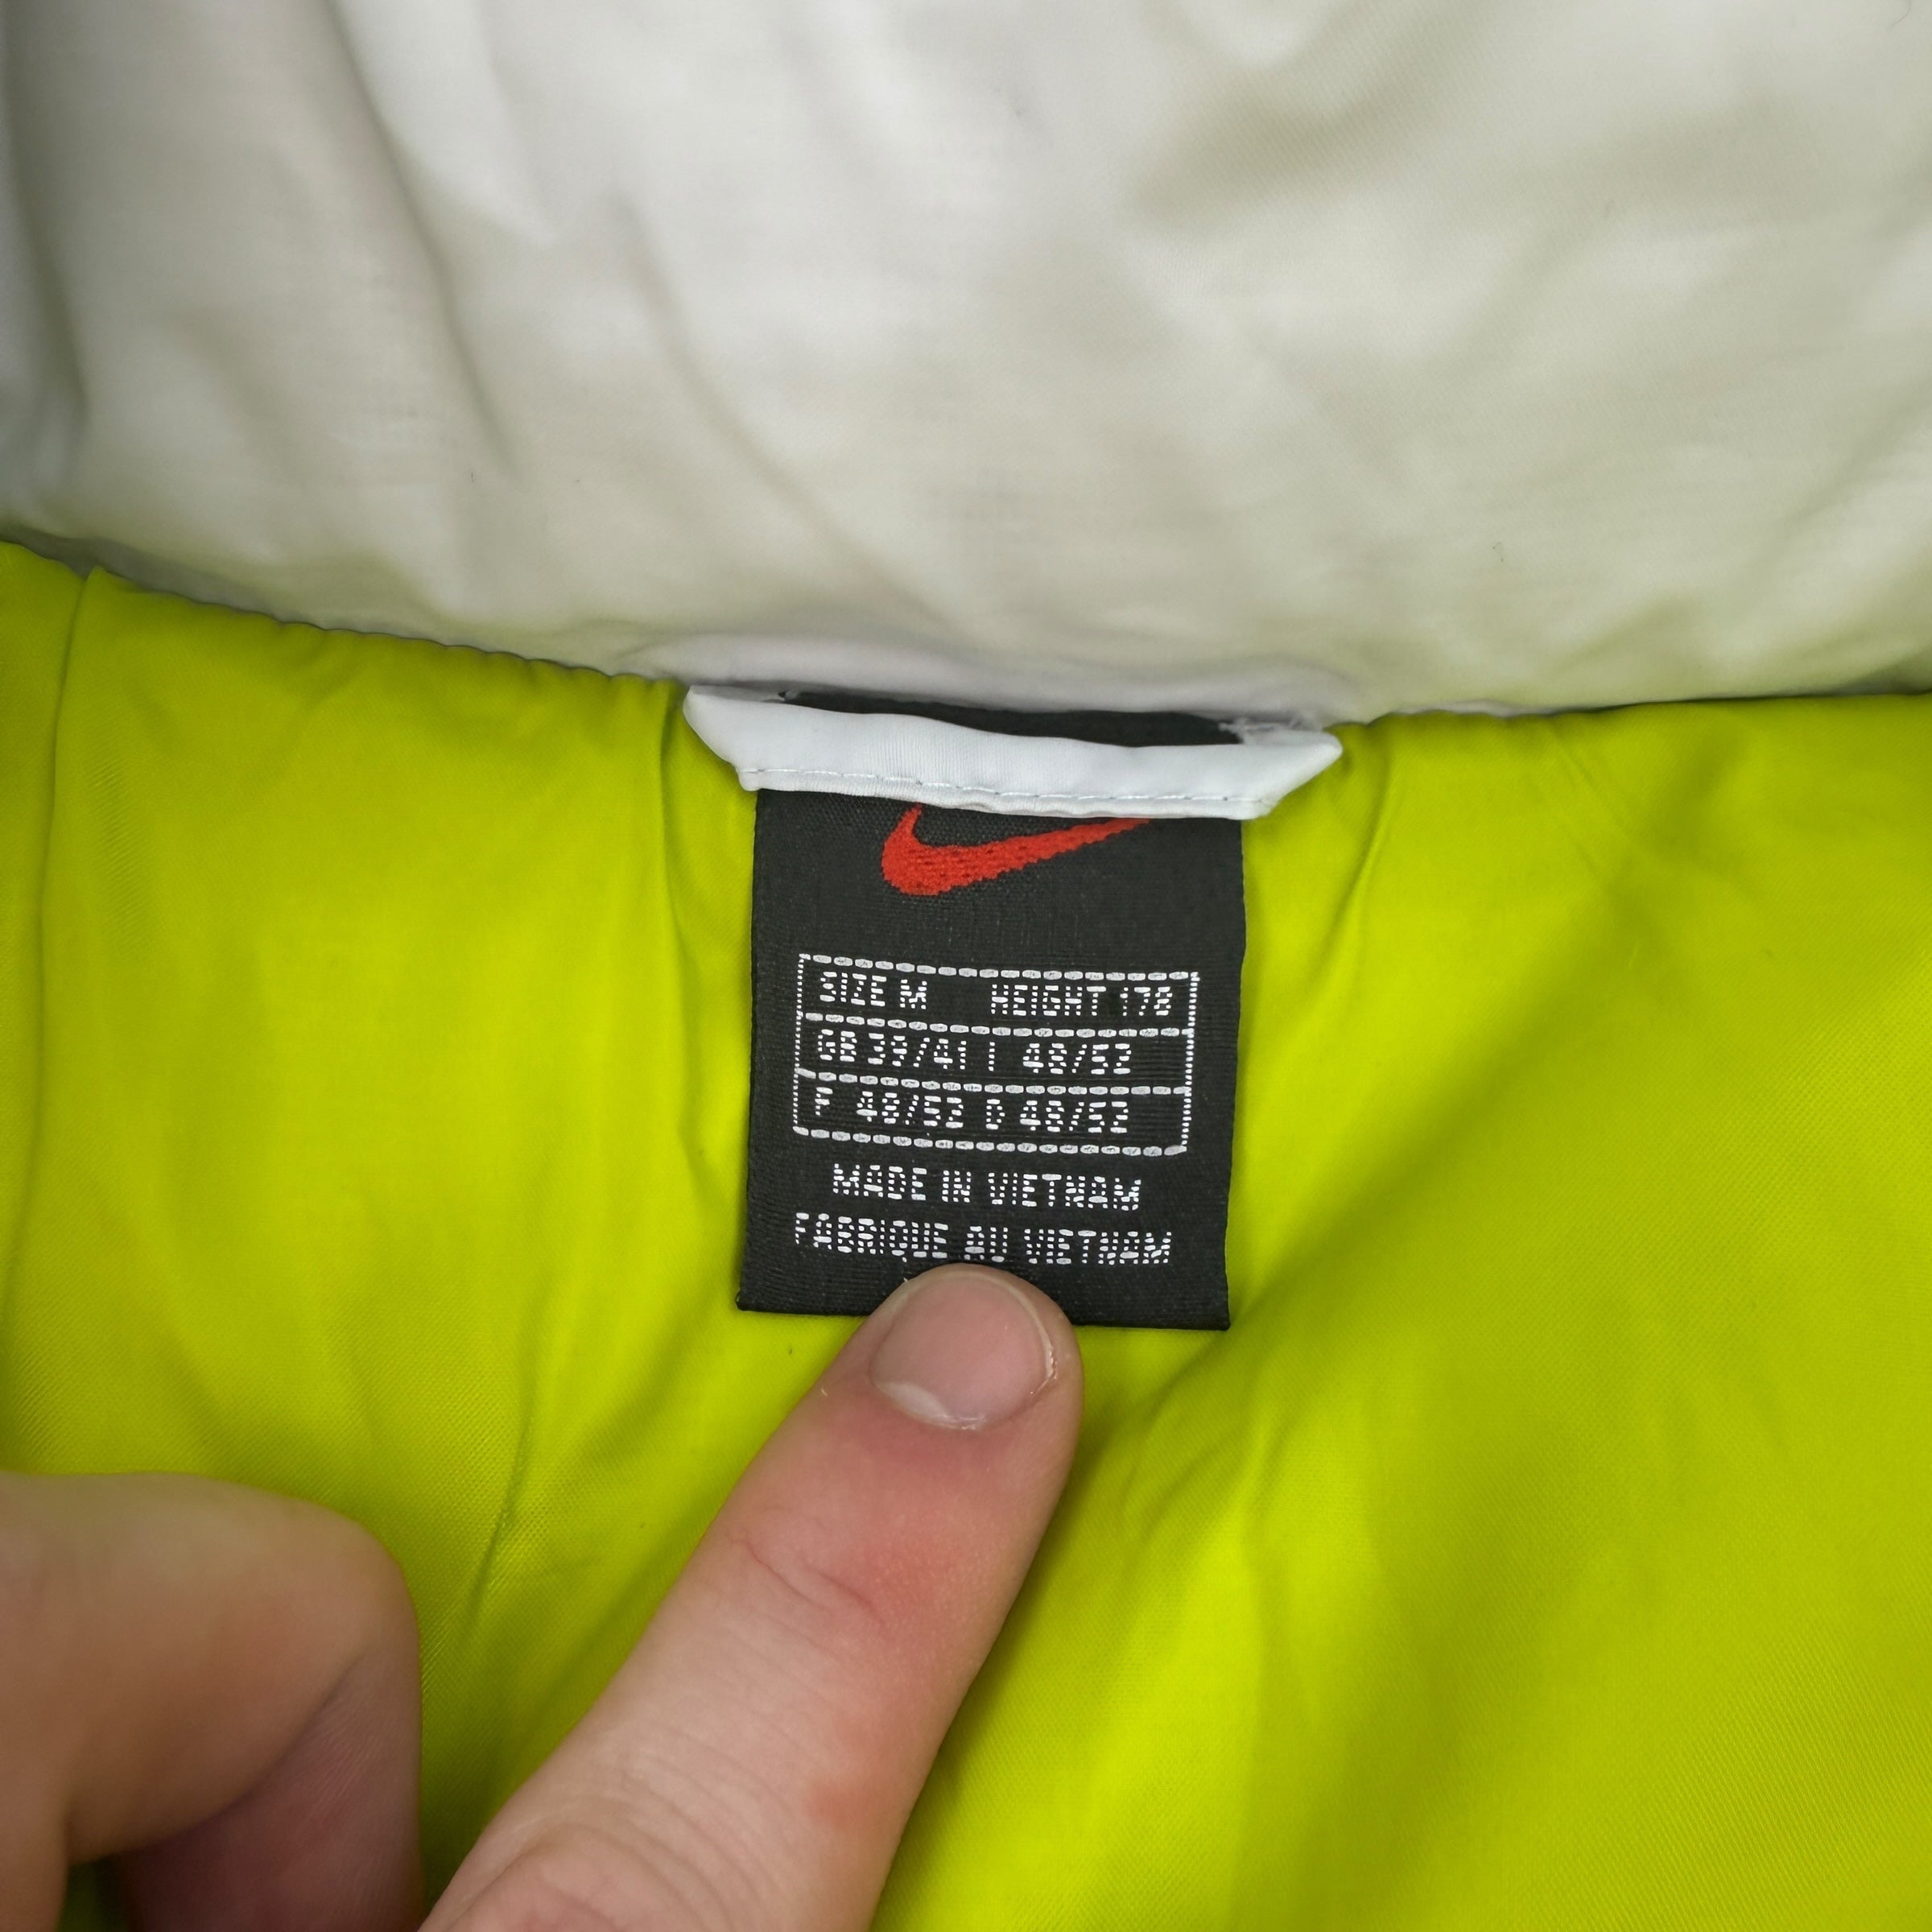 SIZE M HEIGHT 178
GB 39/41 I 48/52
F 48/52 D 48/52
MADE IN VIETNAM
FABRIQUE AU VIETNAM